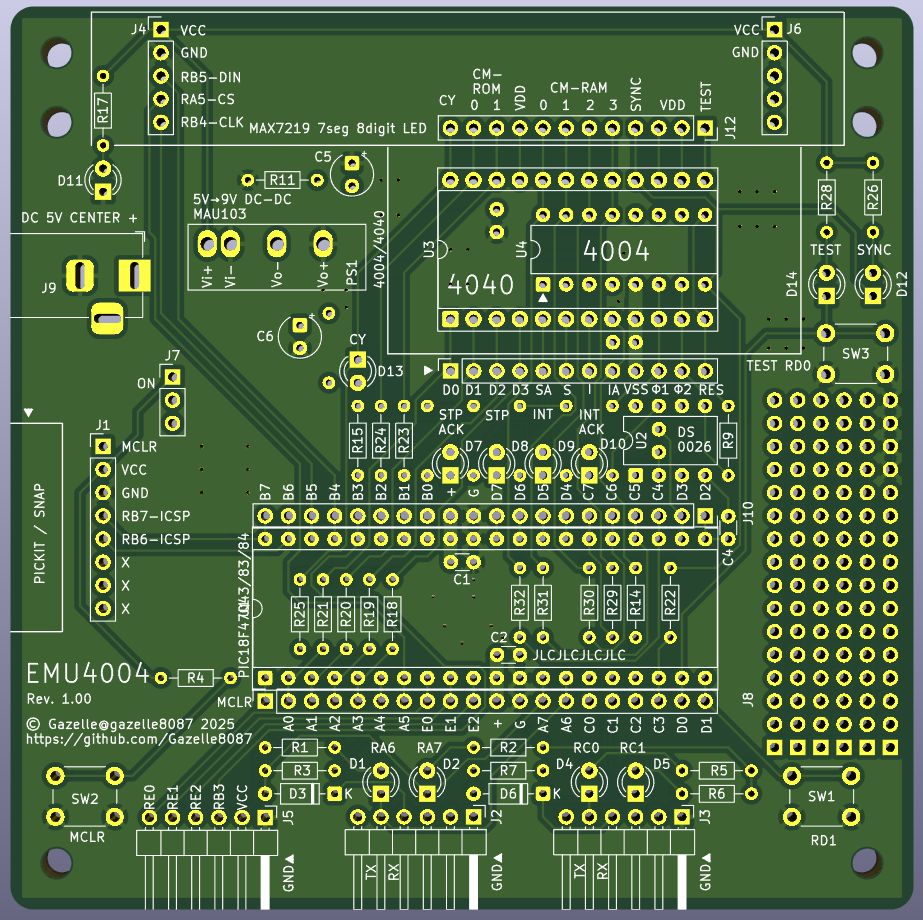 J4 VCC
GND
RB5-DIN
RA5-CS
RB4-CLK
R17
D11
MAX7219 7seg 8digit LED
CM-
ROM
CM-RAM
CY 0 1 VDD 0 1 2 3 SYNC VDD TEST
J12
VCC J6
GND
C5 +
R11
5V→9V DC-DC
MAU103
Vi+ Vi- Vo- Vo+ PS1
DC 5V CENTER +
J9
4004/4040
U3
U4
4004
4040
R28 R26
TEST SYNC
D14 D12
SW3
TEST RD0
C6 +
CY
D13
J7
ON
D0 D1 D2 D3 SA S I IA VSS Φ1 Φ2 RES
STP
ACK
STP
INT
INT
ACK
R15 R24 R23
D7 D8 D9 D10
U2
DS
0026
R9
J1
MCLR
VCC
GND
RB7-ICSP
RB6-ICSP
X
X
X
PICKIT / SNAP
B7 B6 B5 B4 B3 B2 B1 B0 + G D7 D6 D5 D4 C7 C6 C5 C4 D3 D2
J10
C4
C1
R25 R21 R20 R19 R18
R32 R31 R30 R29 R14 R22
C2
JLCJLCJLCJLC
EMU4004
Rev. 1.00
R4
MCLR
A0 A1 A2 A3 A4 A5 E0 E1 E2 + G A7 A6 C0 C1 C2 C3 D0 D1
J8
© Gazelle@gazelle8087 2025
https://github.com/Gazelle8087
R1
R3
D3 K
RA6 RA7
D1 D2
R2
R7
D6 K
RC0 RC1
D4 D5
R5
R6
SW2
MCLR
RE0 RE1 RE2 RB3 VCC J5
J2
J3
SW1
RD1
GND
TX RX GND
TX RX GND